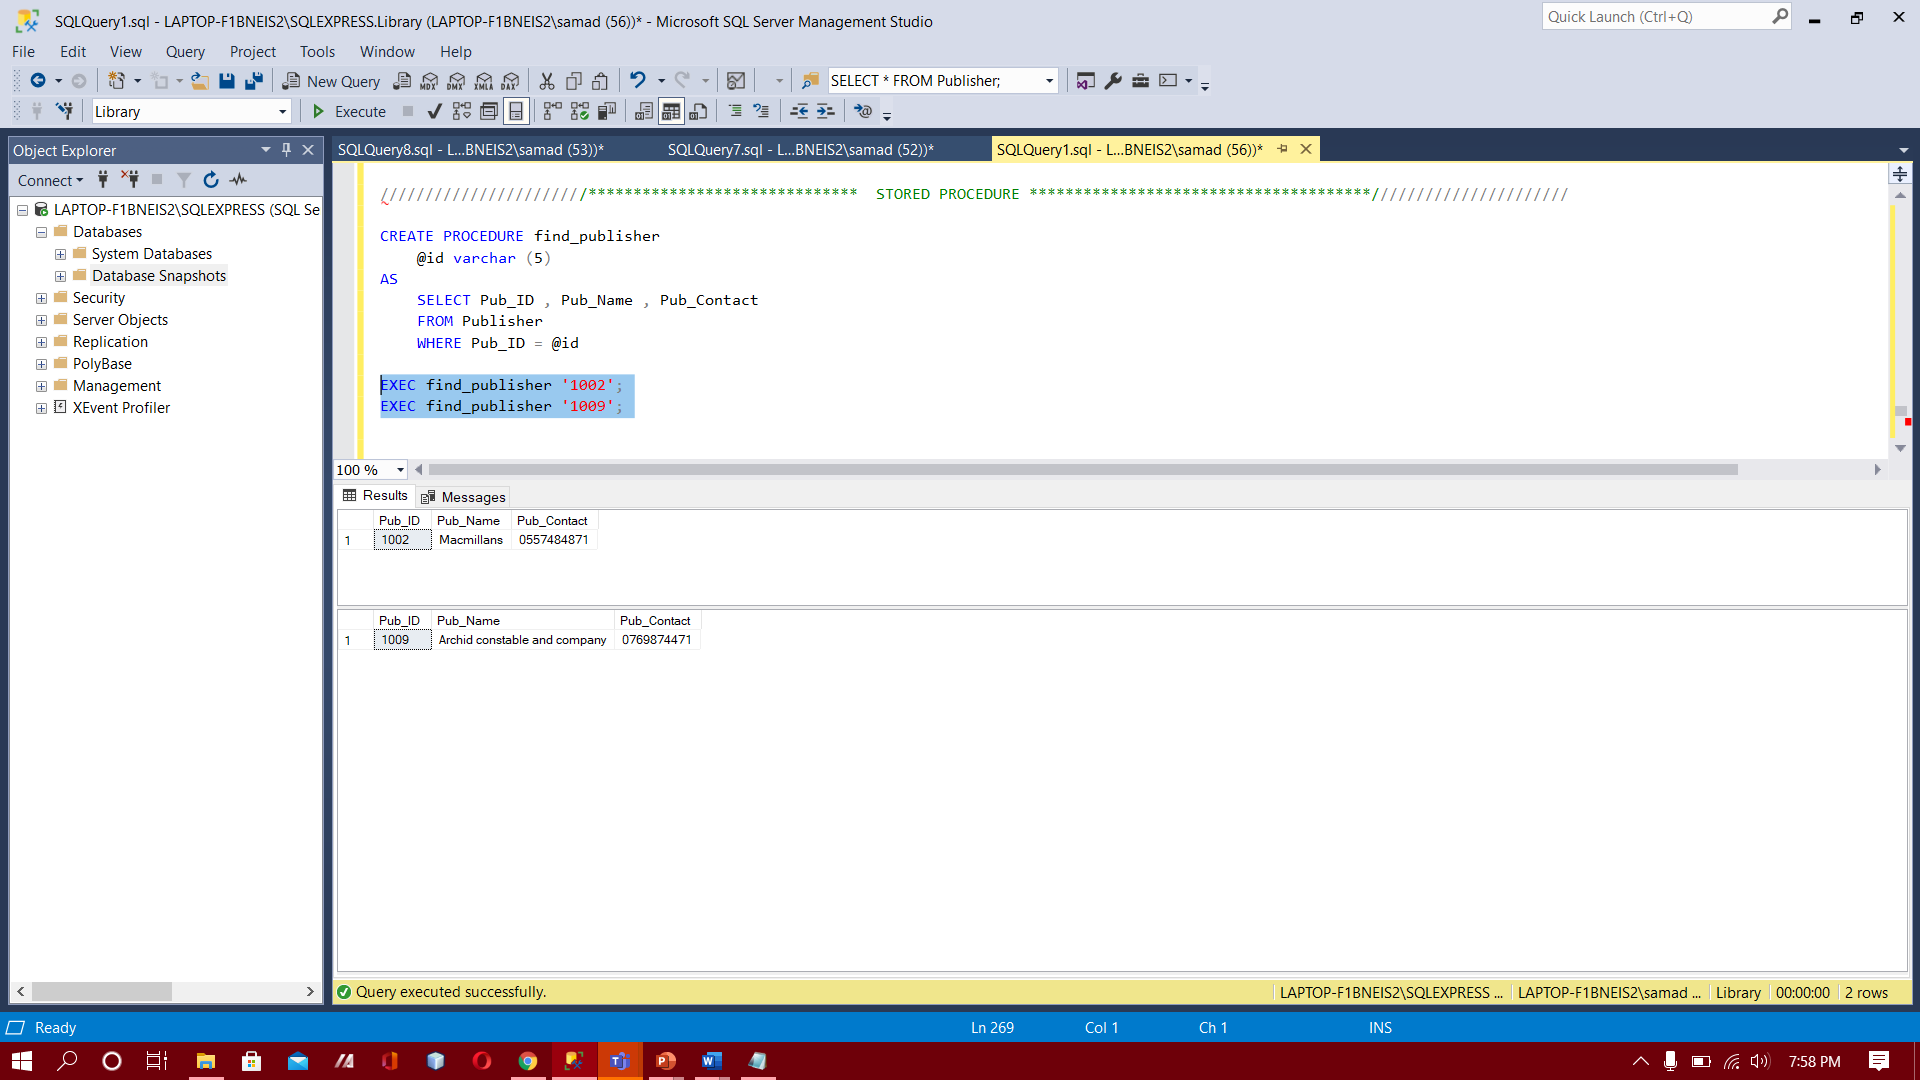 SQLQuery1.sql - LAPTOP-F1BNEIS2\SQLEXPRESS.Library (LAPTOP-F1BNEIS2\samad (56))* - Microsoft SQL Server Management Studio
Quick Launch (Ctrl+Q)
File Edit View Query Project Tools Window Help
New Query
MDX DMX XMLA DAX
SELECT * FROM Publisher;
Library
Execute
Object Explorer
SQLQuery8.sql - L...BNEIS2\samad (53))*
SQLQuery7.sql - L...BNEIS2\samad (52))*
SQLQuery1.sql - L...BNEIS2\samad (56))*
Connect
LAPTOP-F1BNEIS2\SQLEXPRESS (SQL Se
Databases
System Databases
Database Snapshots
Security
Server Objects
Replication
PolyBase
Management
XEvent Profiler
///////////////////////****************************** STORED PROCEDURE **************************************//////////////////////
CREATE PROCEDURE find_publisher
@id varchar (5)
AS
SELECT Pub_ID , Pub_Name , Pub_Contact
FROM Publisher
WHERE Pub_ID = @id
EXEC find_publisher '1002';
EXEC find_publisher '1009';
100 %
Results Messages
Pub_ID Pub_Name Pub_Contact
1 1002 Macmillans 0557484871
Pub_ID Pub_Name Pub_Contact
1 1009 Archid constable and company 0769874471
Query executed successfully.
LAPTOP-F1BNEIS2\SQLEXPRESS ... LAPTOP-F1BNEIS2\samad ... Library 00:00:00 2 rows
Ready
Ln 269 Col 1 Ch 1 INS
7:58 PM